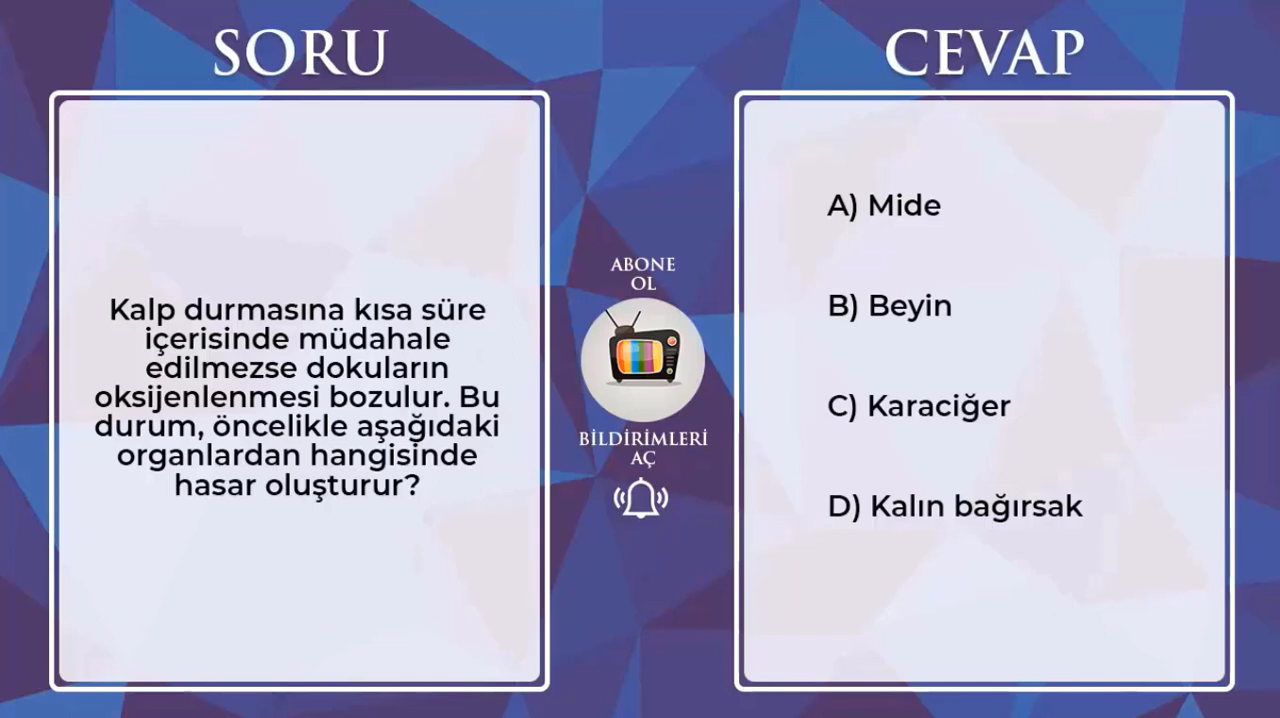 SORU
Kalp durmasına kısa süre
içerisinde müdahale
edilmezse dokuların
oksijenlenmesi bozulur. Bu
durum, öncelikle aşağıdaki
organlardan hangisinde
hasar oluşturur?
ABONE
OL
BİLDİRİMLERİ
AÇ
CEVAP
A) Mide
B) Beyin
C) Karaciğer
D) Kalın bağırsak